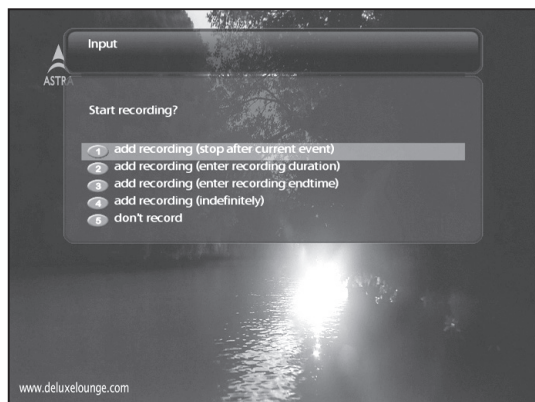 Input
ASTRA
Start recording?
1 add recording (stop after current event)
2 add recording (enter recording duration)
3 add recording (enter recording endtime)
4 add recording (indefinitely)
5 don't record
www.deluxelounge.com